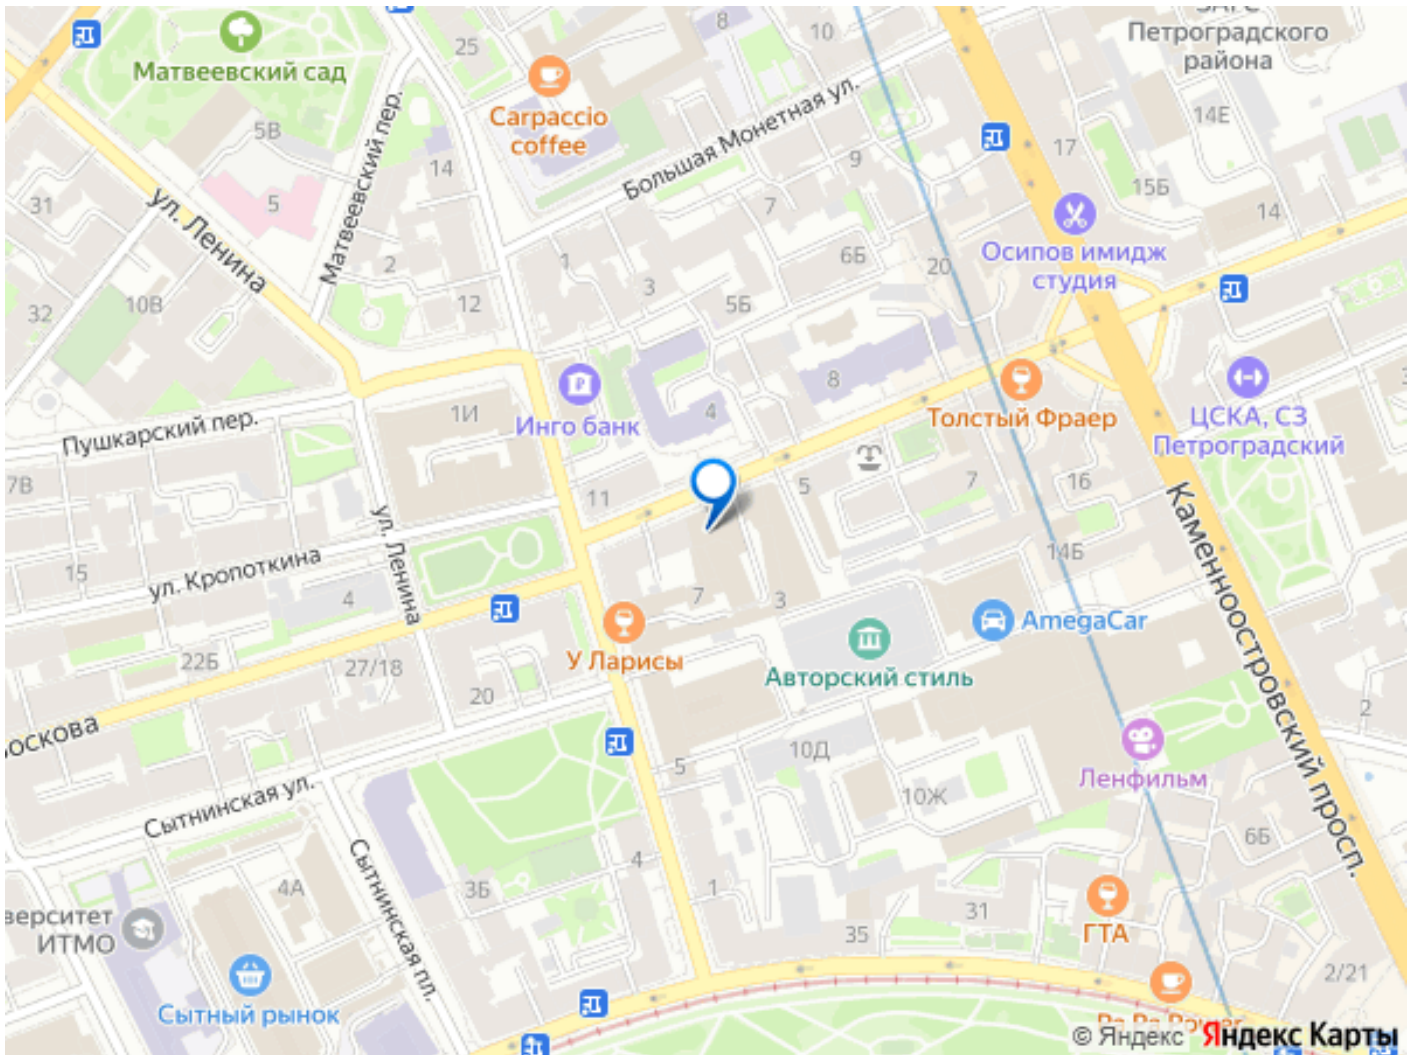 ЗАГС
Петроградского
района
8
10
25
Матвеевский сад
Carpaccio
coffee
Большая Монетная ул.
14Е
17
5В
Матвеевский пер.
14
9
15Б
31
5
ул. Ленина
7
14
Осипов имидж
студия
2
1
6Б
20
3
32
10В
12
5Б
8
1И
Инго банк
4
Толстый Фраер
ЦСКА, СЗ
Петроградский
Пушкарский пер.
7В
11
5
7
16
ул. Ленина
Каменноостровский просп.
14Б
15
ул. Кропоткина
4
7
3
AmegaCar
У Ларисы
22Б
27/18
Авторский стиль
20
2
5
10Д
Ленфильм
10Ж
Сытнинская ул.
6Б
Сытнинская пл.
4
4А
3Б
1
31
35
ГТА
верситет
ИТМО
2/21
Сытный рынок
© Яндекс Яндекс Карты